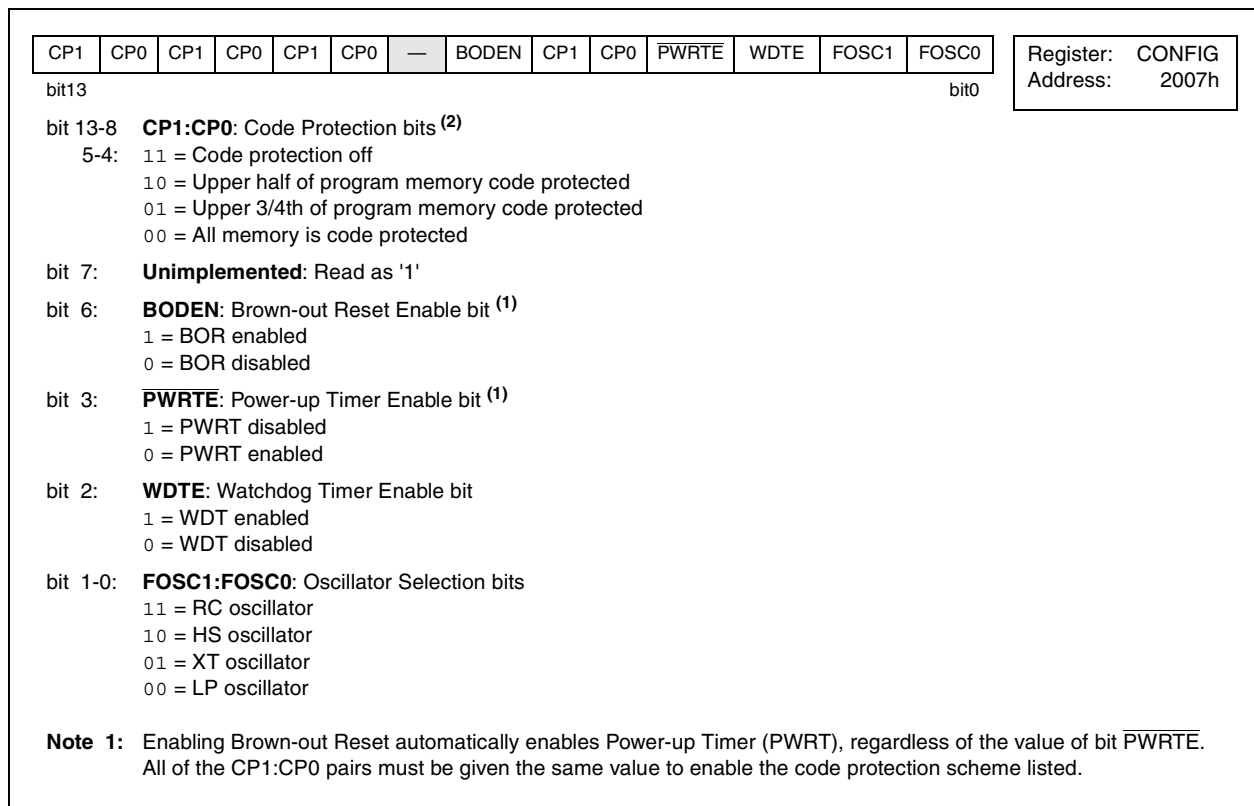 CP1 CP0 CP1 CP0 CP1 CP0 — BODEN CP1 CP0 PWRTE WDTE FOSC1 FOSC0
Register: CONFIG
Address: 2007h
bit13 bit0
bit 13-8 CP1:CP0: Code Protection bits (2)
5-4: 11 = Code protection off
10 = Upper half of program memory code protected
01 = Upper 3/4th of program memory code protected
00 = All memory is code protected
bit 7: Unimplemented: Read as '1'
bit 6: BODEN: Brown-out Reset Enable bit (1)
1 = BOR enabled
0 = BOR disabled
bit 3: PWRTE: Power-up Timer Enable bit (1)
1 = PWRT disabled
0 = PWRT enabled
bit 2: WDTE: Watchdog Timer Enable bit
1 = WDT enabled
0 = WDT disabled
bit 1-0: FOSC1:FOSC0: Oscillator Selection bits
11 = RC oscillator
10 = HS oscillator
01 = XT oscillator
00 = LP oscillator
Note 1: Enabling Brown-out Reset automatically enables Power-up Timer (PWRT), regardless of the value of bit PWRTE.
All of the CP1:CP0 pairs must be given the same value to enable the code protection scheme listed.